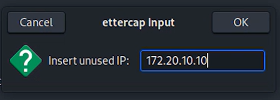 Cancel
ettercap Input
OK
Insert unused IP:
172.20.10.10